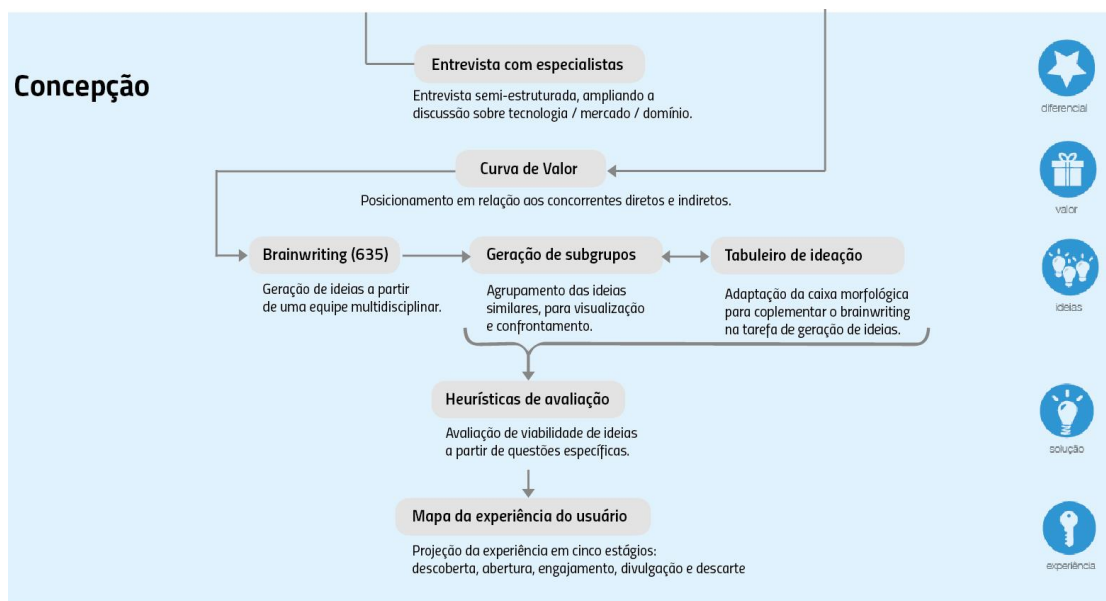 Concepção
Entrevista com especialistas
Entrevista semi-estruturada, ampliando a
discussão sobre tecnologia / mercado / domínio.
diferencial
Curva de Valor
Posicionamento em relação aos concorrentes diretos e indiretos.
valor
Brainwriting (635)
Geração de ideias a partir
de uma equipe multidisciplinar.
Geração de subgrupos
Agrupamento das ideias
similares, para visualização
e confrontamento.
Tabuleiro de ideação
Adaptação da caixa morfológica
para coplementar o brainwriting
na tarefa de geração de ideias.
ideias
Heurísticas de avaliação
Avaliação de viabilidade de ideias
a partir de questões específicas.
solução
Mapa da experiência do usuário
Projeção da experiência em cinco estágios:
descoberta, abertura, engajamento, divulgação e descarte
experiência